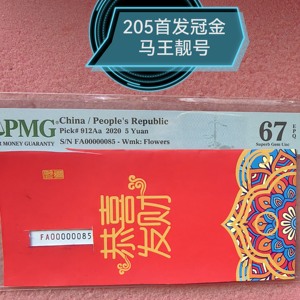 205首发冠金
马王靓号
PMG
China / People's Republic
Pick# 912Aa 2020 5 Yuan
S/N FA00000085 - Wmk: Flowers
67
EPQ
Superb Gem Unc
MONEY GUARANTY
恭喜
发财
FA00000085